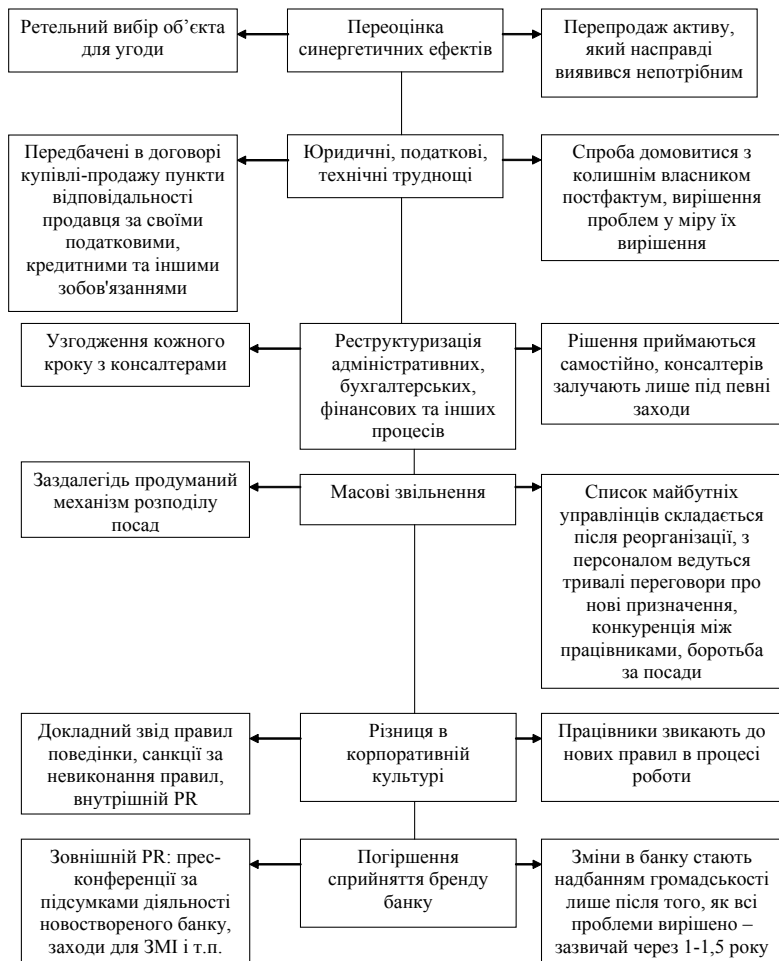 Ретельний вибір об’єкта
для угоди
Переоцінка
синергетичних ефектів
Перепродаж активу,
який насправді
виявився непотрібним
Передбачені в договорі
купівлі-продажу пункти
відповідальності
продавця за своїми
податковими,
кредитними та іншими
зобов'язаннями
Юридичні, податкові,
технічні труднощі
Спроба домовитися з
колишнім власником
постфактум, вирішення
проблем у міру їх
вирішення
Узгодження кожного
кроку з консалтерами
Реструктуризація
адміністративних,
бухгалтерських,
фінансових та інших
процесів
Рішення приймаються
самостійно, консалтерів
залучають лише під певні
заходи
Заздалегідь продуманий
механізм розподілу
посад
Масові звільнення
Список майбутніх
управлінців складається
після реорганізації, з
персоналом ведуться
тривалі переговори про
нові призначення,
конкуренція між
працівниками, боротьба
за посади
Докладний звід правил
поведінки, санкції за
невиконання правил,
внутрішній PR
Різниця в
корпоративній
культурі
Працівники звикають до
нових правил в процесі
роботи
Зовнішній PR: прес-
конференції за
підсумками діяльності
новоствореного банку,
заходи для ЗМІ і т.п.
Погіршення
сприйняття бренду
банку
Зміни в банку стають
надбанням громадськості
лише після того, як всі
проблеми вирішено –
зазвичай через 1-1,5 року